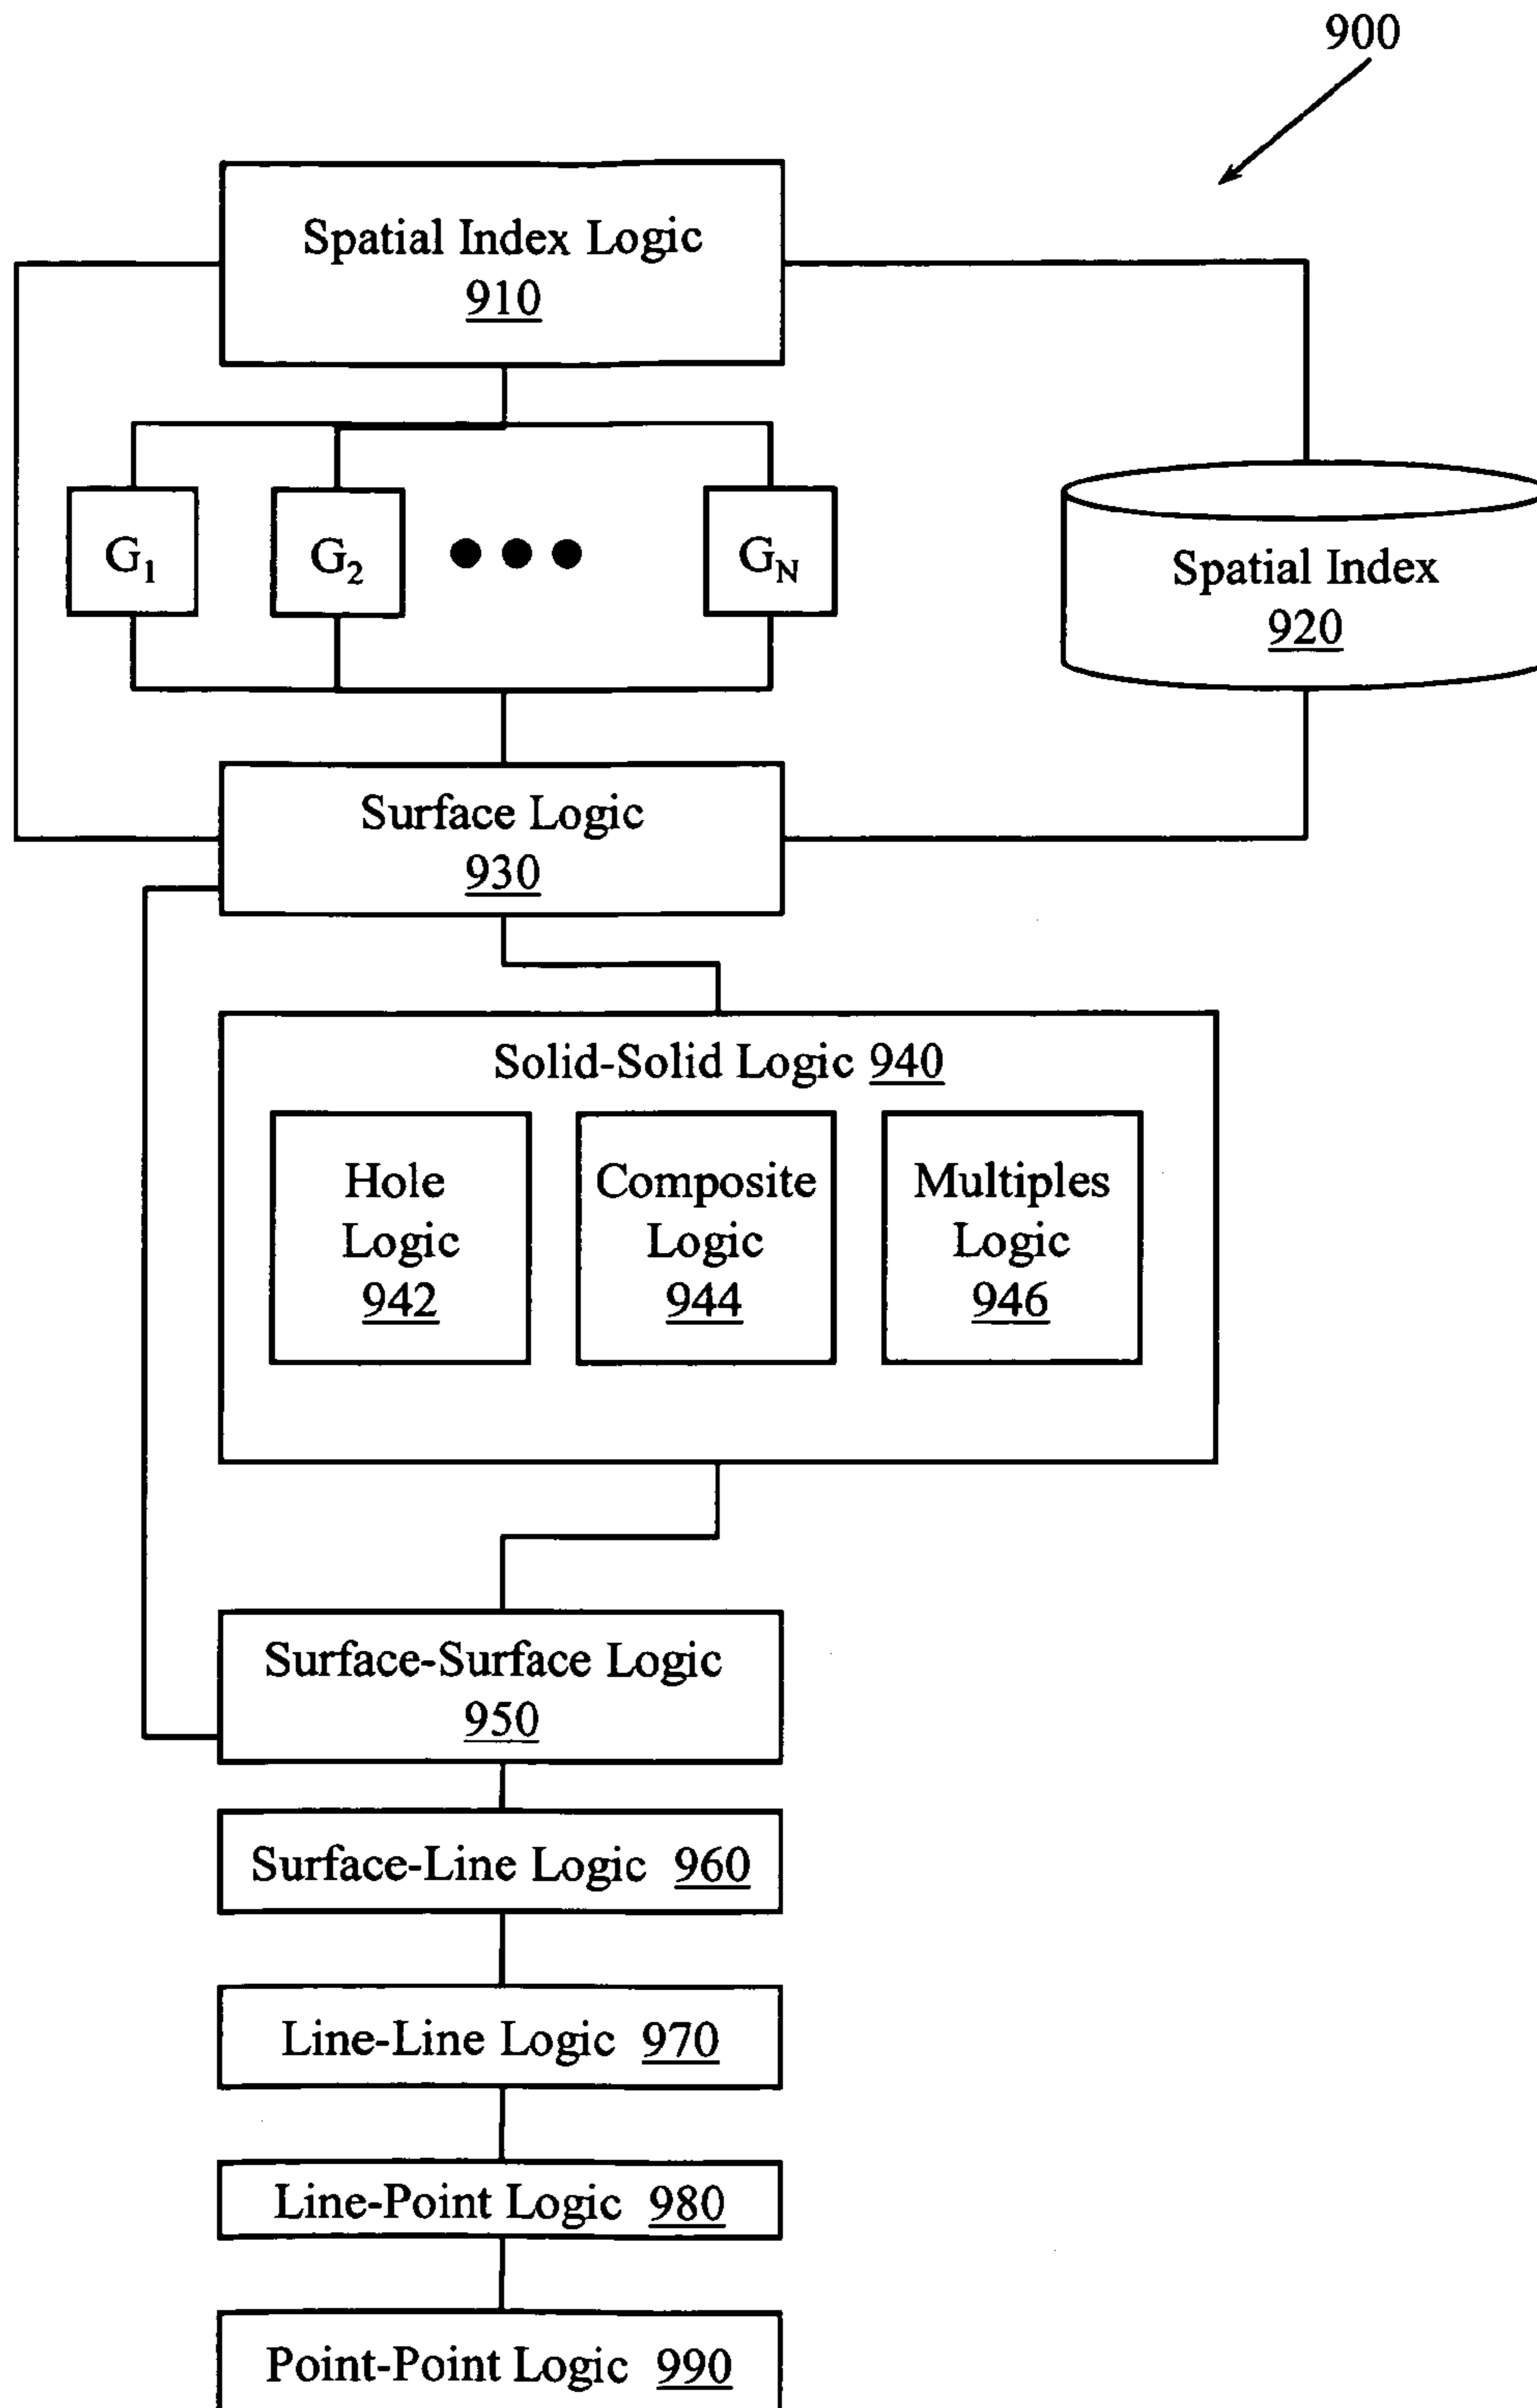 900
Spatial Index Logic
910
G₁
G₂
G_N
Spatial Index
920
Surface Logic
930
Solid-Solid Logic 940
Hole
Logic
942
Composite
Logic
944
Multiples
Logic
946
Surface-Surface Logic
950
Surface-Line Logic 960
Line-Line Logic 970
Line-Point Logic 980
Point-Point Logic 990